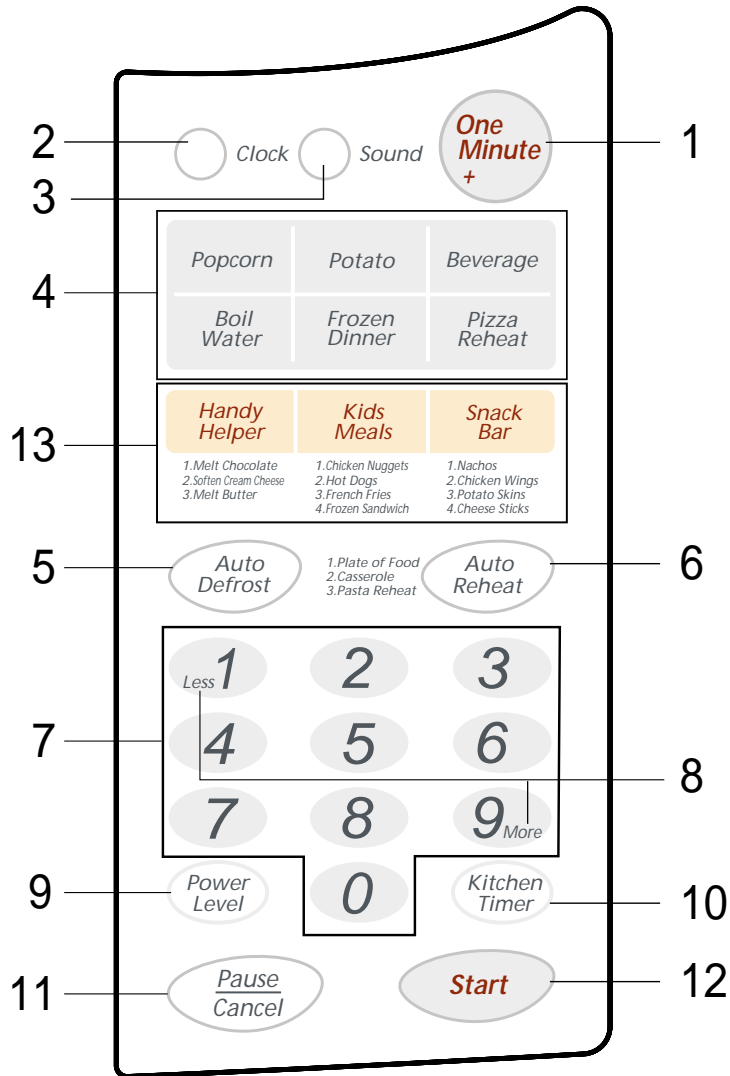 One
Minute
+
1
2
Clock
Sound
3
4
Popcorn
Potato
Beverage
Boil
Water
Frozen
Dinner
Pizza
Reheat
13
Handy
Helper
Kids
Meals
Snack
Bar
1.Melt Chocolate
2.Soften Cream Cheese
3.Melt Butter
1.Chicken Nuggets
2.Hot Dogs
3.French Fries
4.Frozen Sandwich
1.Nachos
2.Chicken Wings
3.Potato Skins
4.Cheese Sticks
5
Auto
Defrost
1.Plate of Food
2.Casserole
3.Pasta Reheat
Auto
Reheat
6
7
Less 1
2
3
4
5
6
8
7
8
9 More
9
Power
Level
0
Kitchen
Timer
10
11
Pause
Cancel
Start
12